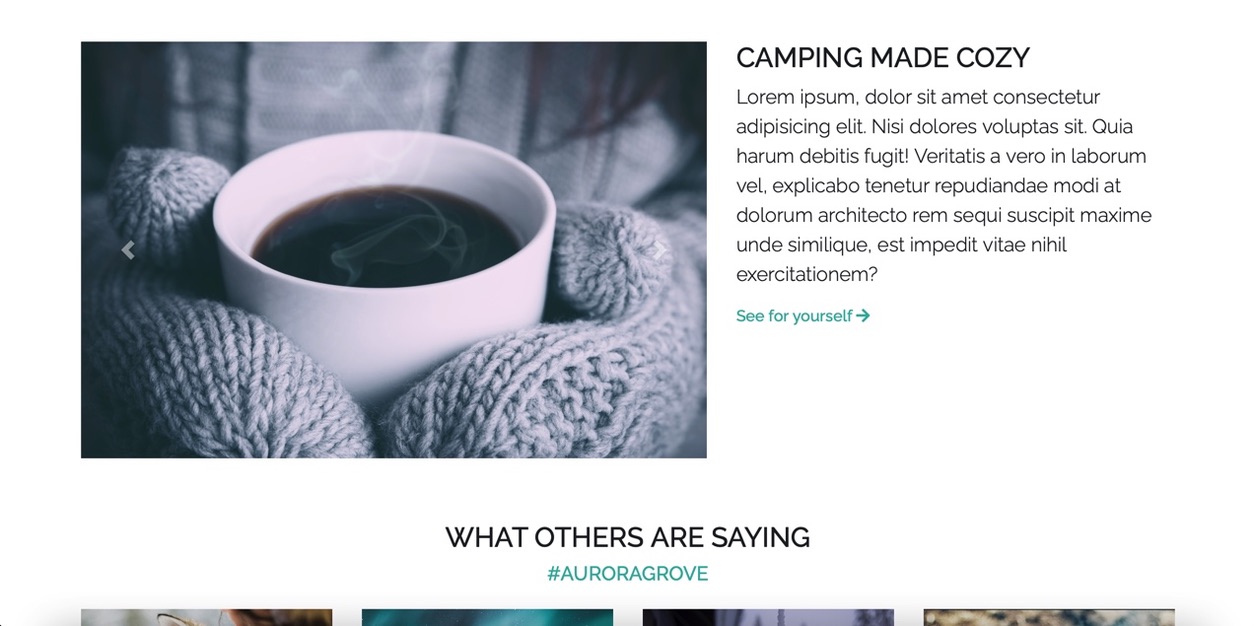 CAMPING MADE COZY
Lorem ipsum, dolor sit amet consectetur
adipisicing elit. Nisi dolores voluptas sit. Quia
harum debitis fugit! Veritatis a vero in laborum
vel, explicabo tenetur repudiandae modi at
dolorum architecto rem sequi suscipit maxime
unde similique, est impedit vitae nihil
exercitationem?
See for yourself
WHAT OTHERS ARE SAYING
#AURORAGROVE